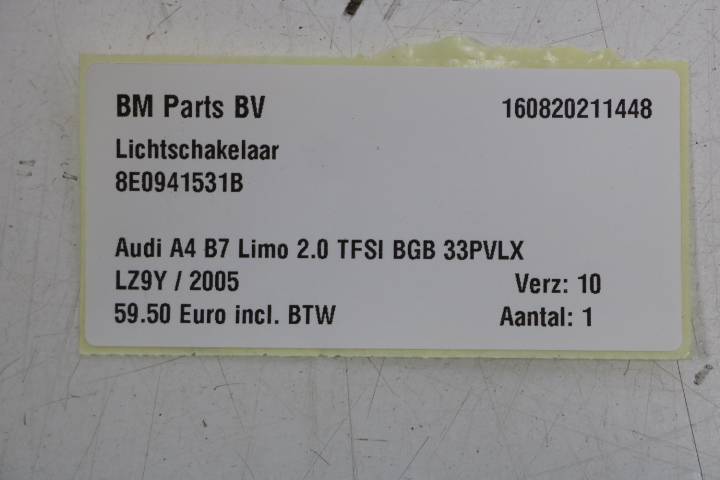 BM Parts BV 160820211448
Lichtschakelaar
8E0941531B
Audi A4 B7 Limo 2.0 TFSI BGB 33PVLX
LZ9Y / 2005 Verz: 10
59.50 Euro incl. BTW Aantal: 1